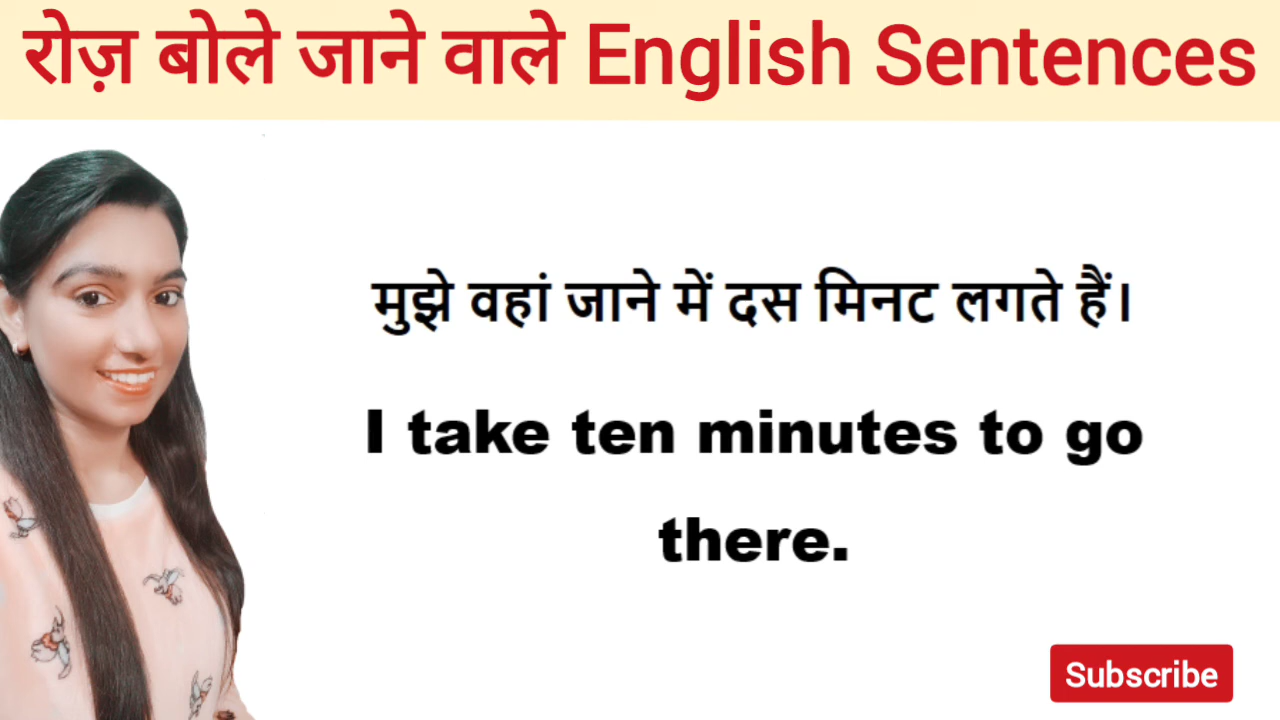 रोज़ बोले जाने वाले English Sentences
मुझे वहां जाने में दस मिनट लगते हैं।
I take ten minutes to go
there.
Subscribe